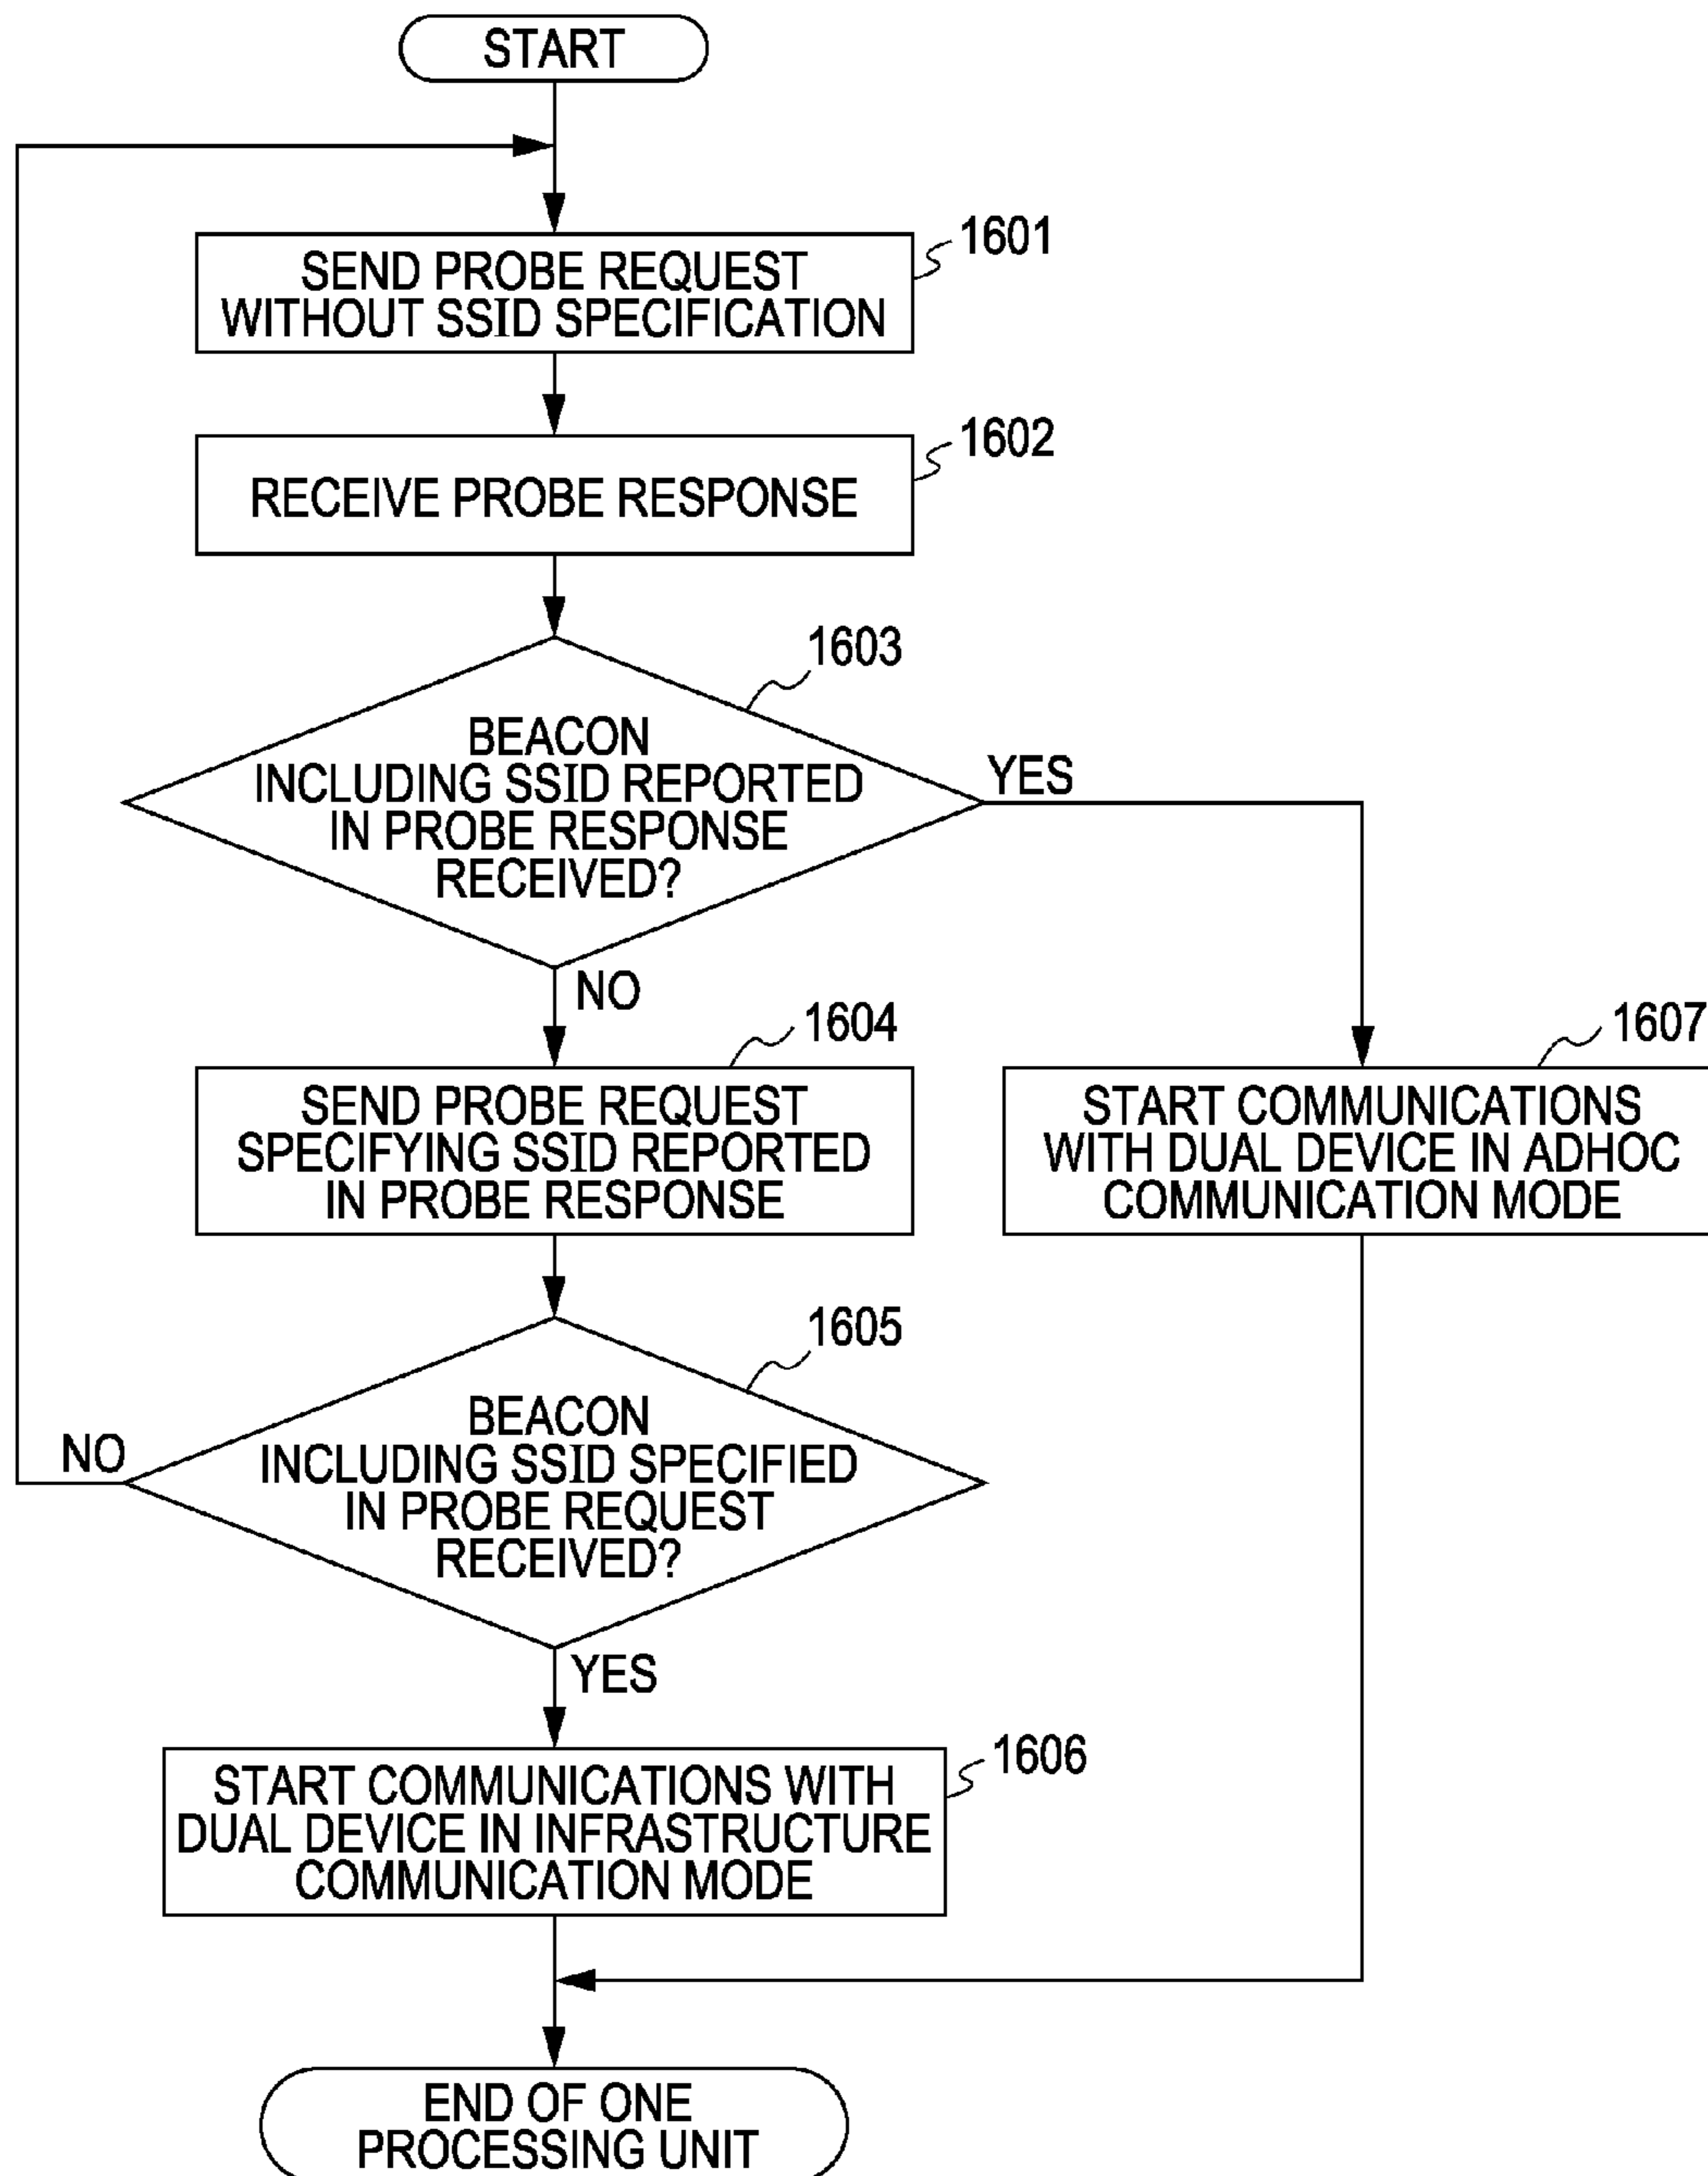 START
SEND PROBE REQUEST
WITHOUT SSID SPECIFICATION
1601
RECEIVE PROBE RESPONSE
1602
BEACON
INCLUDING SSID REPORTED
IN PROBE RESPONSE
RECEIVED?
1603
YES
NO
SEND PROBE REQUEST
SPECIFYING SSID REPORTED
IN PROBE RESPONSE
1604
START COMMUNICATIONS
WITH DUAL DEVICE IN ADHOC
COMMUNICATION MODE
1607
BEACON
INCLUDING SSID SPECIFIED
IN PROBE REQUEST
RECEIVED?
1605
NO
YES
START COMMUNICATIONS WITH
DUAL DEVICE IN INFRASTRUCTURE
COMMUNICATION MODE
1606
END OF ONE
PROCESSING UNIT